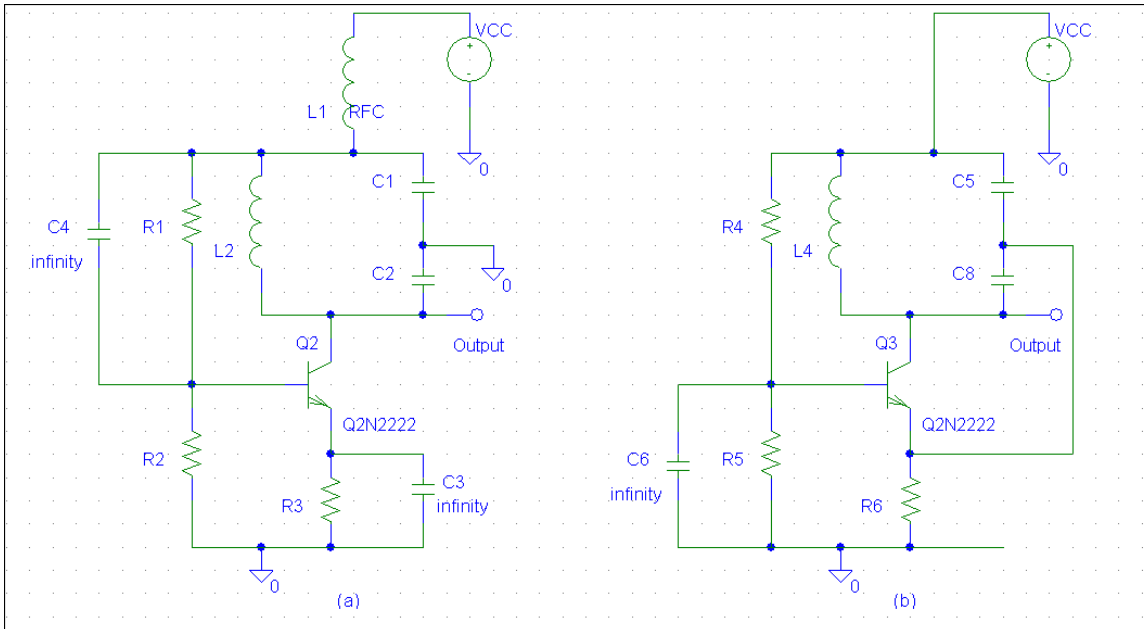 VCC
L1
RFC
0
C1
C4
R1
L2
infinity
C2
0
Q2
Output
Q2N2222
R2
C3
R3
infinity
0
(a)
VCC
0
C5
R4
L4
C8
Q3
Output
Q2N2222
C6
R5
infinity
R6
0
(b)